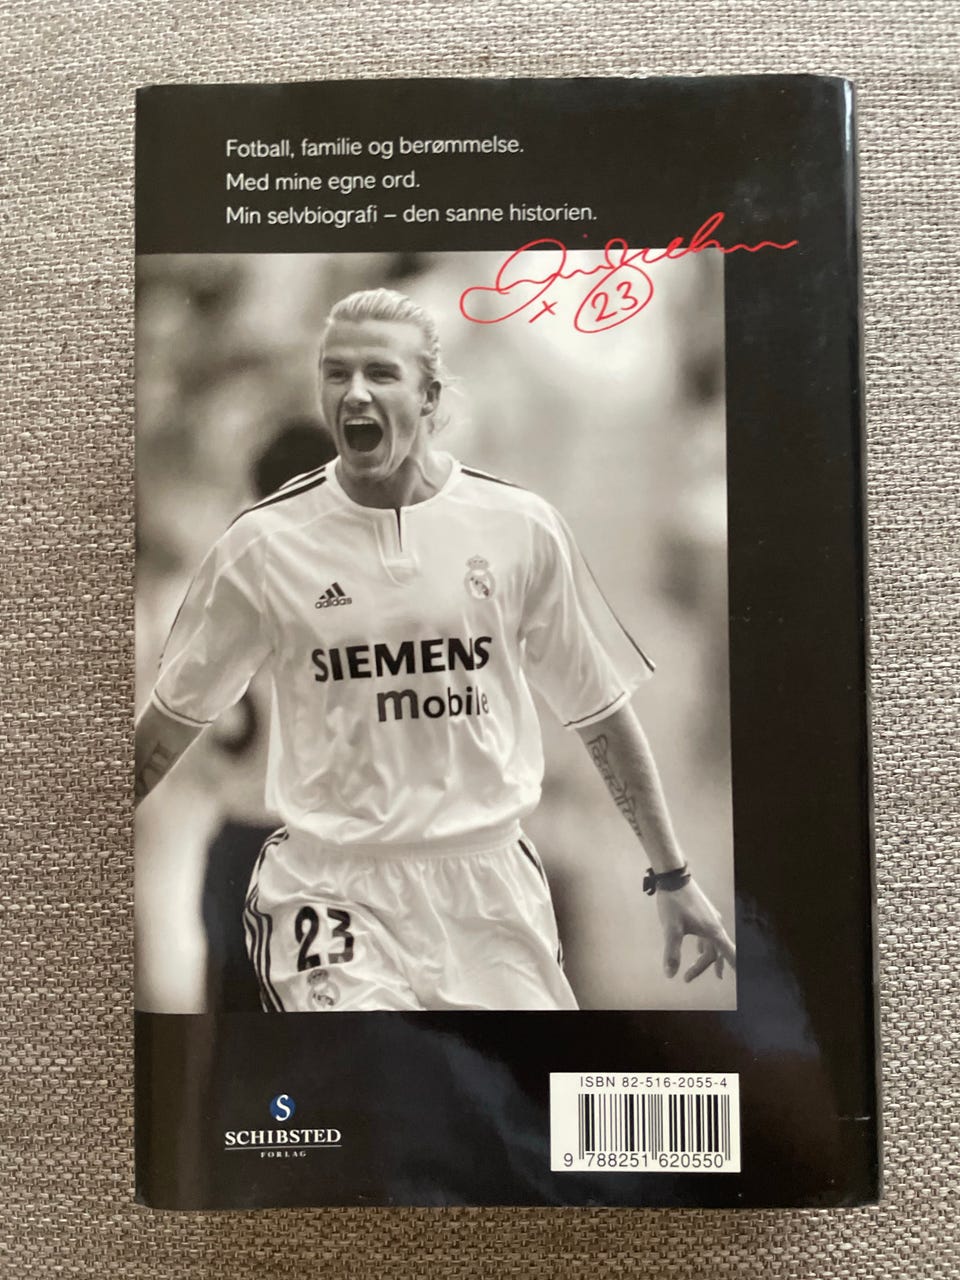 Fotball, familie og berømmelse.
Med mine egne ord.
Min selvbiografi – den sanne historien.
x 23
adidas
SIEMENS
mobile
23
S
SCHIBSTED
FORLAG
ISBN 82-516-2055-4
9 788251 620550